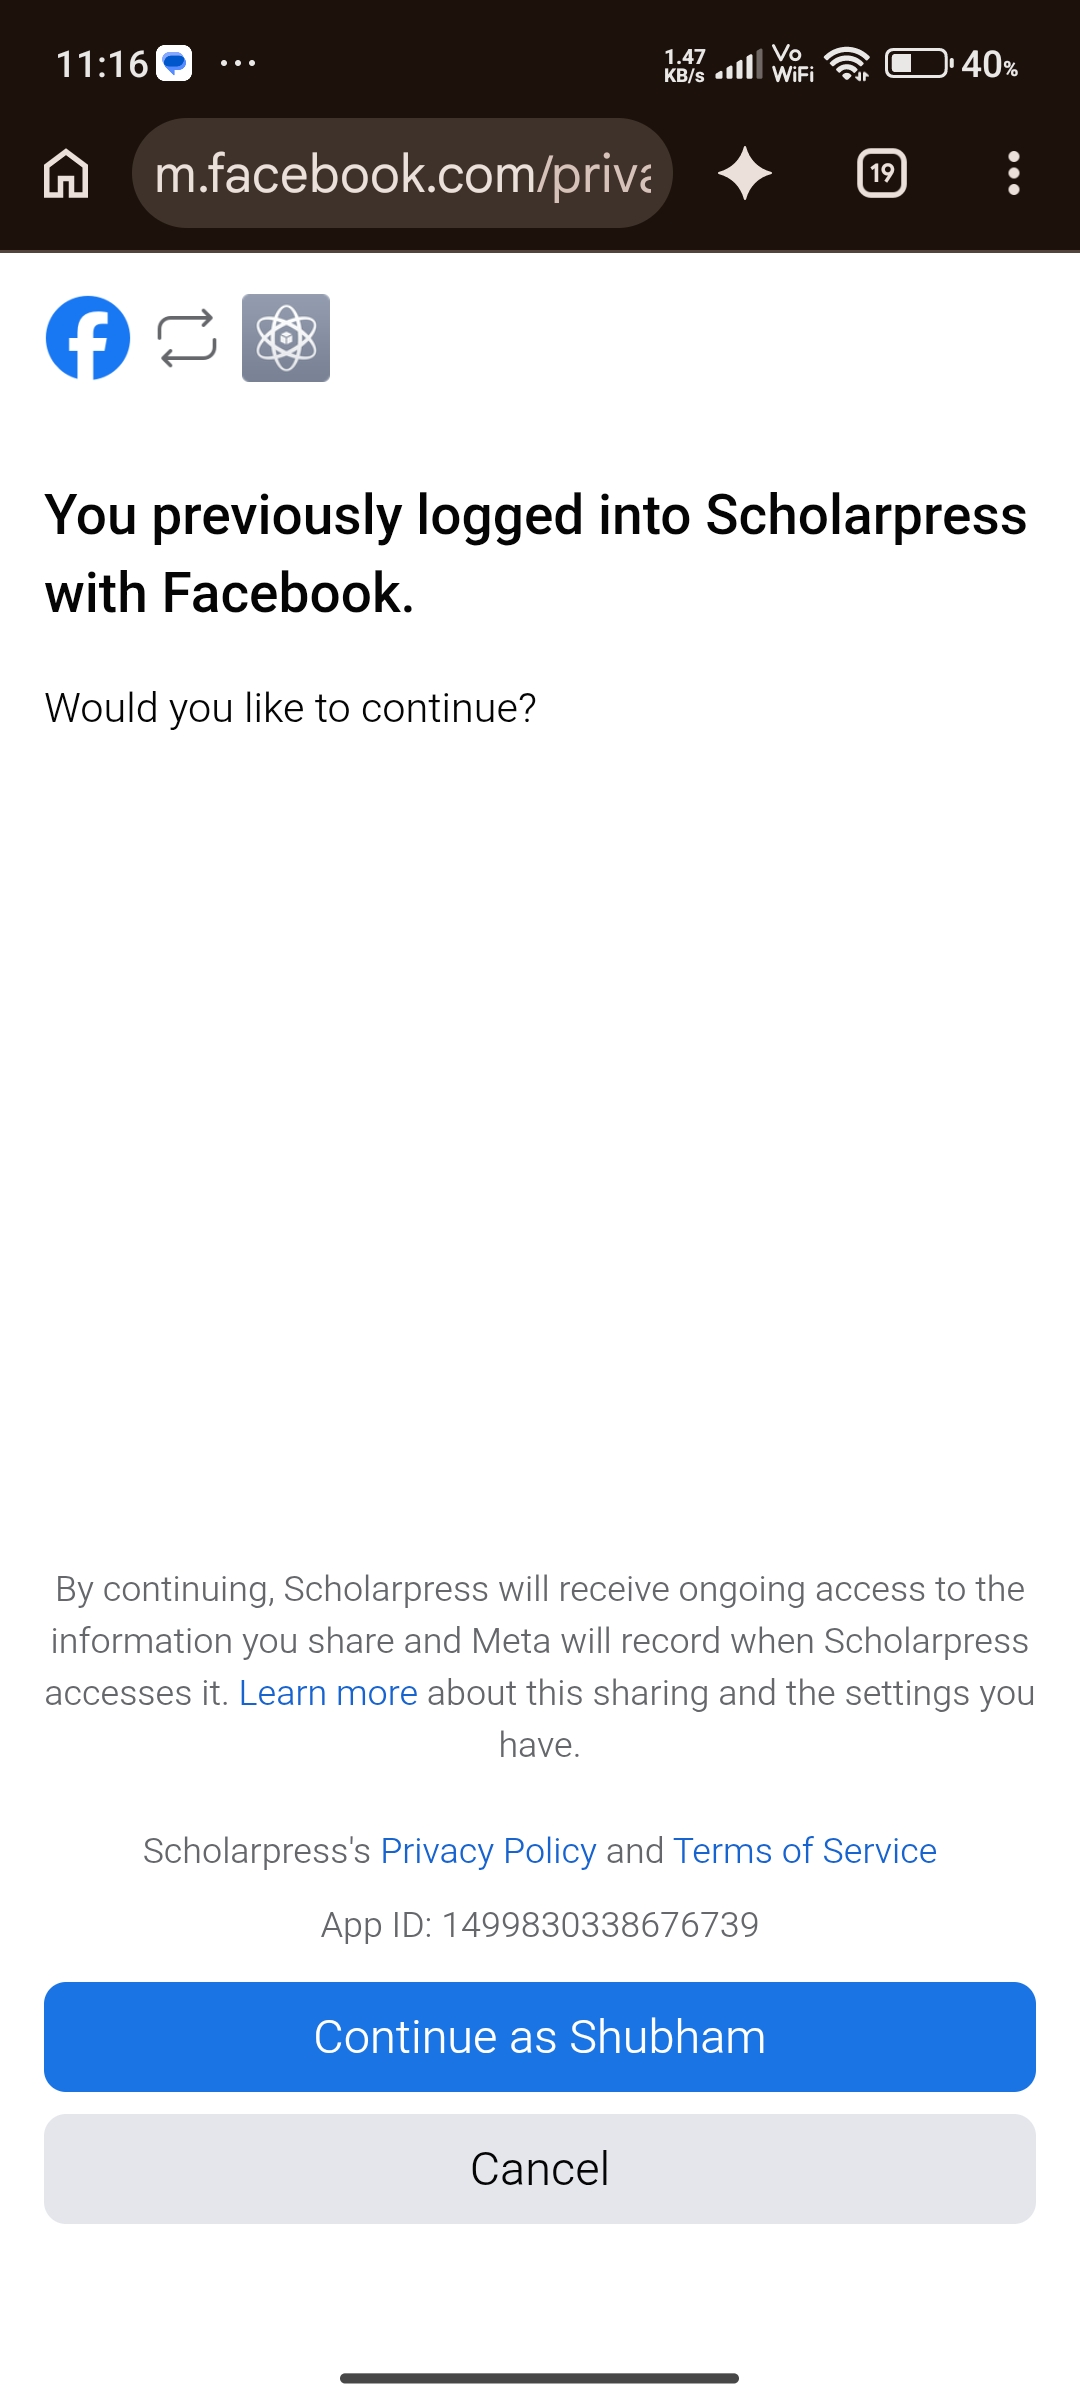 11:16
1.47
KB/s
Vo
WiFi
40%
m.facebook.com/priva
19
You previously logged into Scholarpress
with Facebook.
Would you like to continue?
By continuing, Scholarpress will receive ongoing access to the
information you share and Meta will record when Scholarpress
accesses it. Learn more about this sharing and the settings you
have.
Scholarpress's Privacy Policy and Terms of Service
App ID: 1499830338676739
Continue as Shubham
Cancel